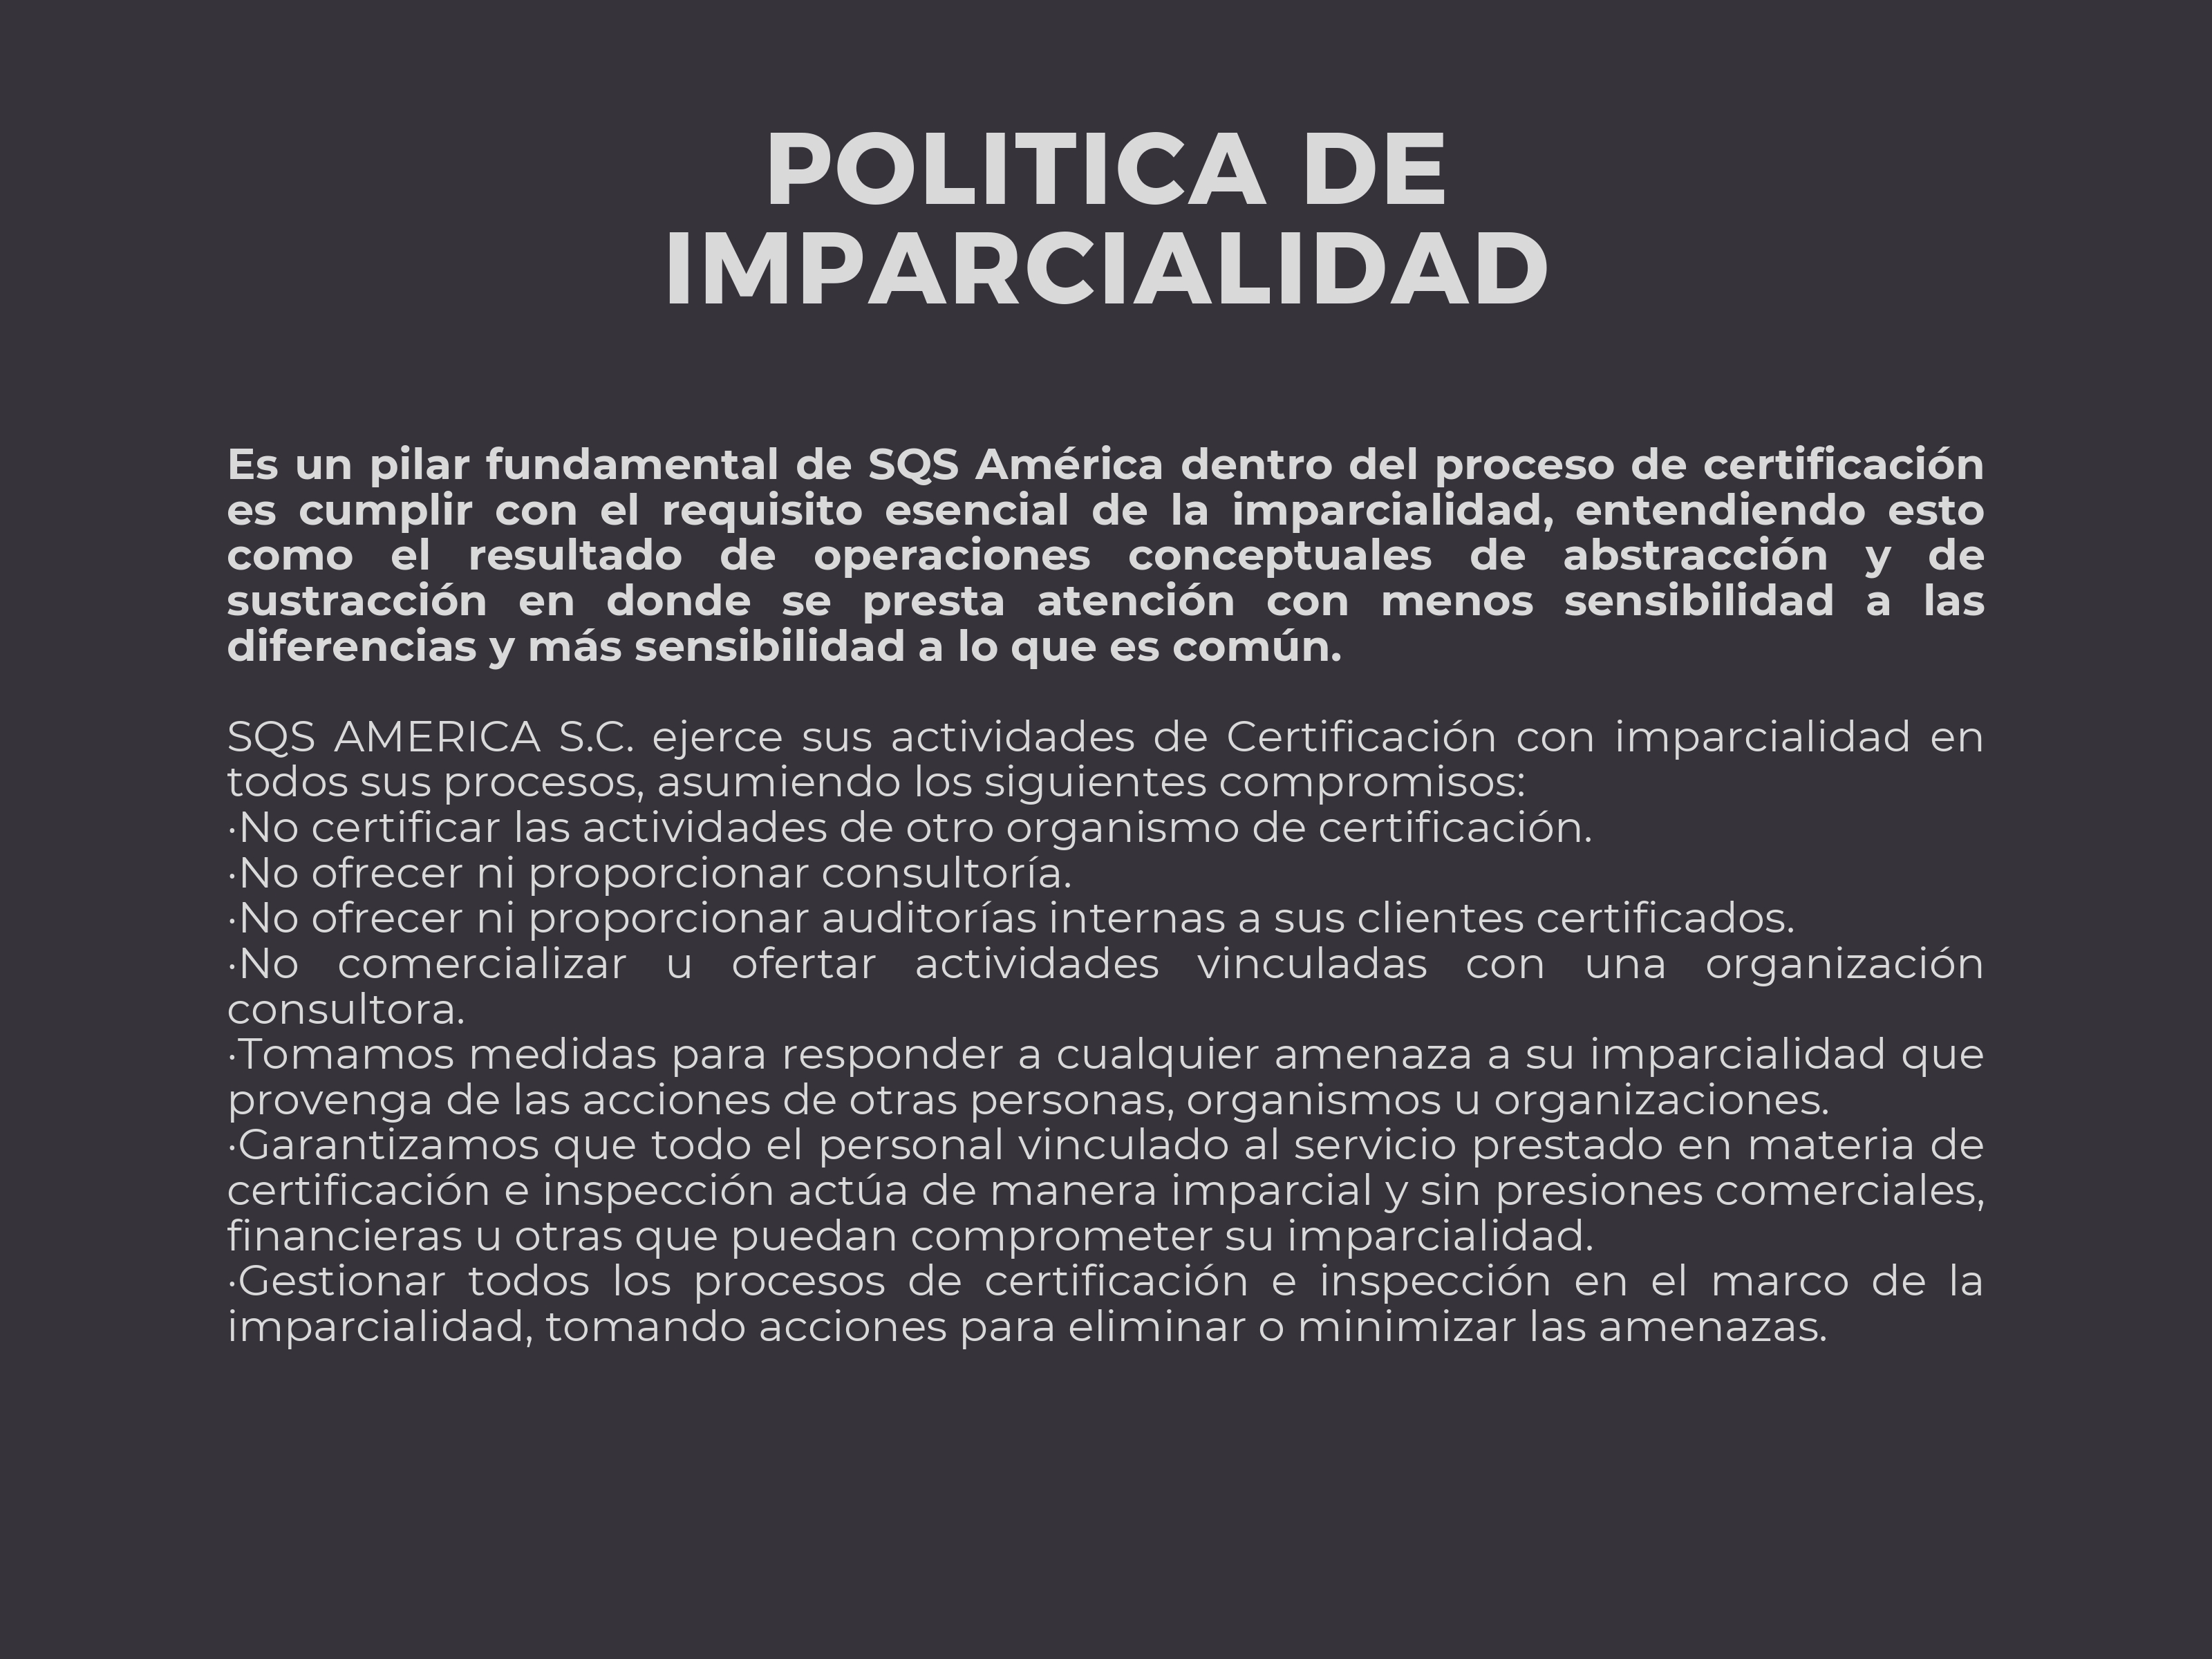 POLITICA DE
IMPARCIALIDAD
Es un pilar fundamental de SQS América dentro del proceso de certificación
es cumplir con el requisito esencial de la imparcialidad, entendiendo esto
como el resultado de operaciones conceptuales de abstracción y de
sustracción en donde se presta atención con menos sensibilidad a las
diferencias y más sensibilidad a lo que es común.
SQS AMERICA S.C. ejerce sus actividades de Certificación con imparcialidad en
todos sus procesos, asumiendo los siguientes compromisos:
·No certificar las actividades de otro organismo de certificación.
·No ofrecer ni proporcionar consultoría.
·No ofrecer ni proporcionar auditorías internas a sus clientes certificados.
·No comercializar u ofertar actividades vinculadas con una organización
consultora.
·Tomamos medidas para responder a cualquier amenaza a su imparcialidad que
provenga de las acciones de otras personas, organismos u organizaciones.
·Garantizamos que todo el personal vinculado al servicio prestado en materia de
certificación e inspección actúa de manera imparcial y sin presiones comerciales,
financieras u otras que puedan comprometer su imparcialidad.
·Gestionar todos los procesos de certificación e inspección en el marco de la
imparcialidad, tomando acciones para eliminar o minimizar las amenazas.